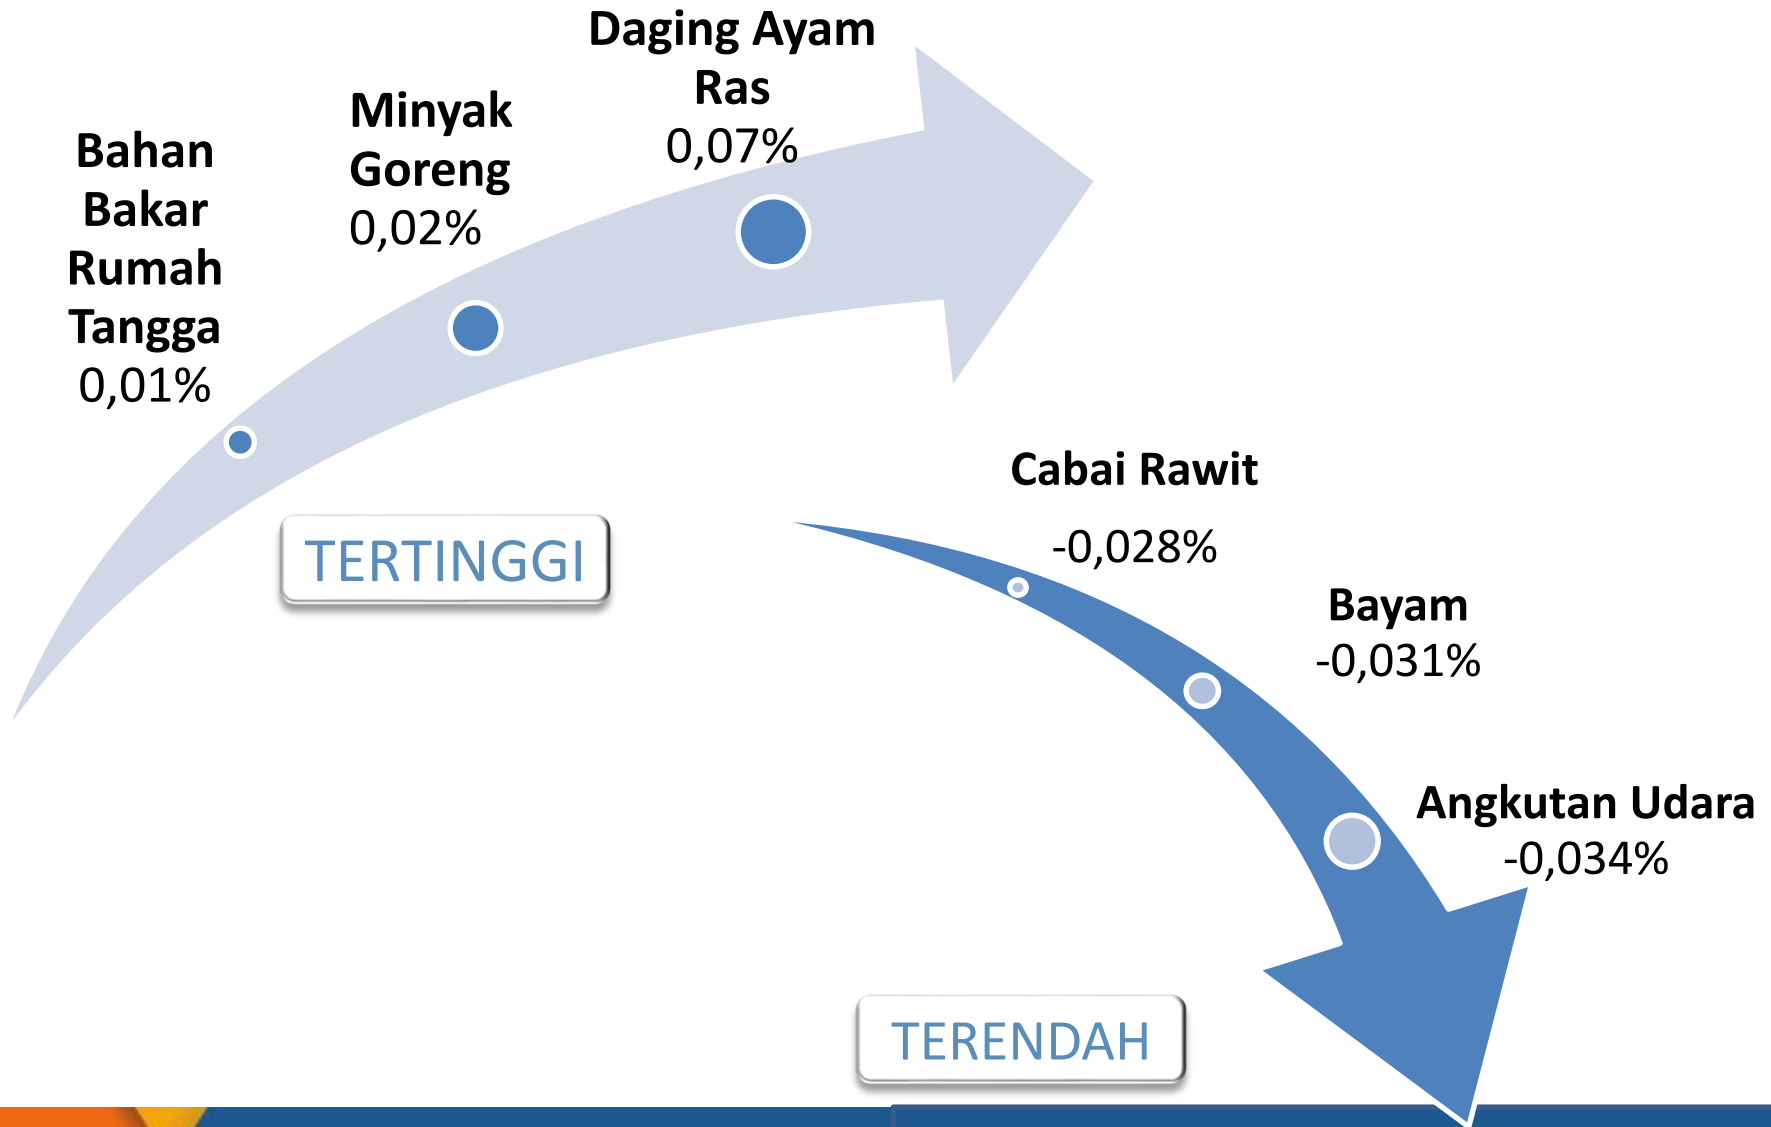 Daging Ayam
Ras
0,07%
Minyak
Goreng
0,02%
Bahan
Bakar
Rumah
Tangga
0,01%
TERTINGGI
Cabai Rawit
-0,028%
Bayam
-0,031%
Angkutan Udara
-0,034%
TERENDAH